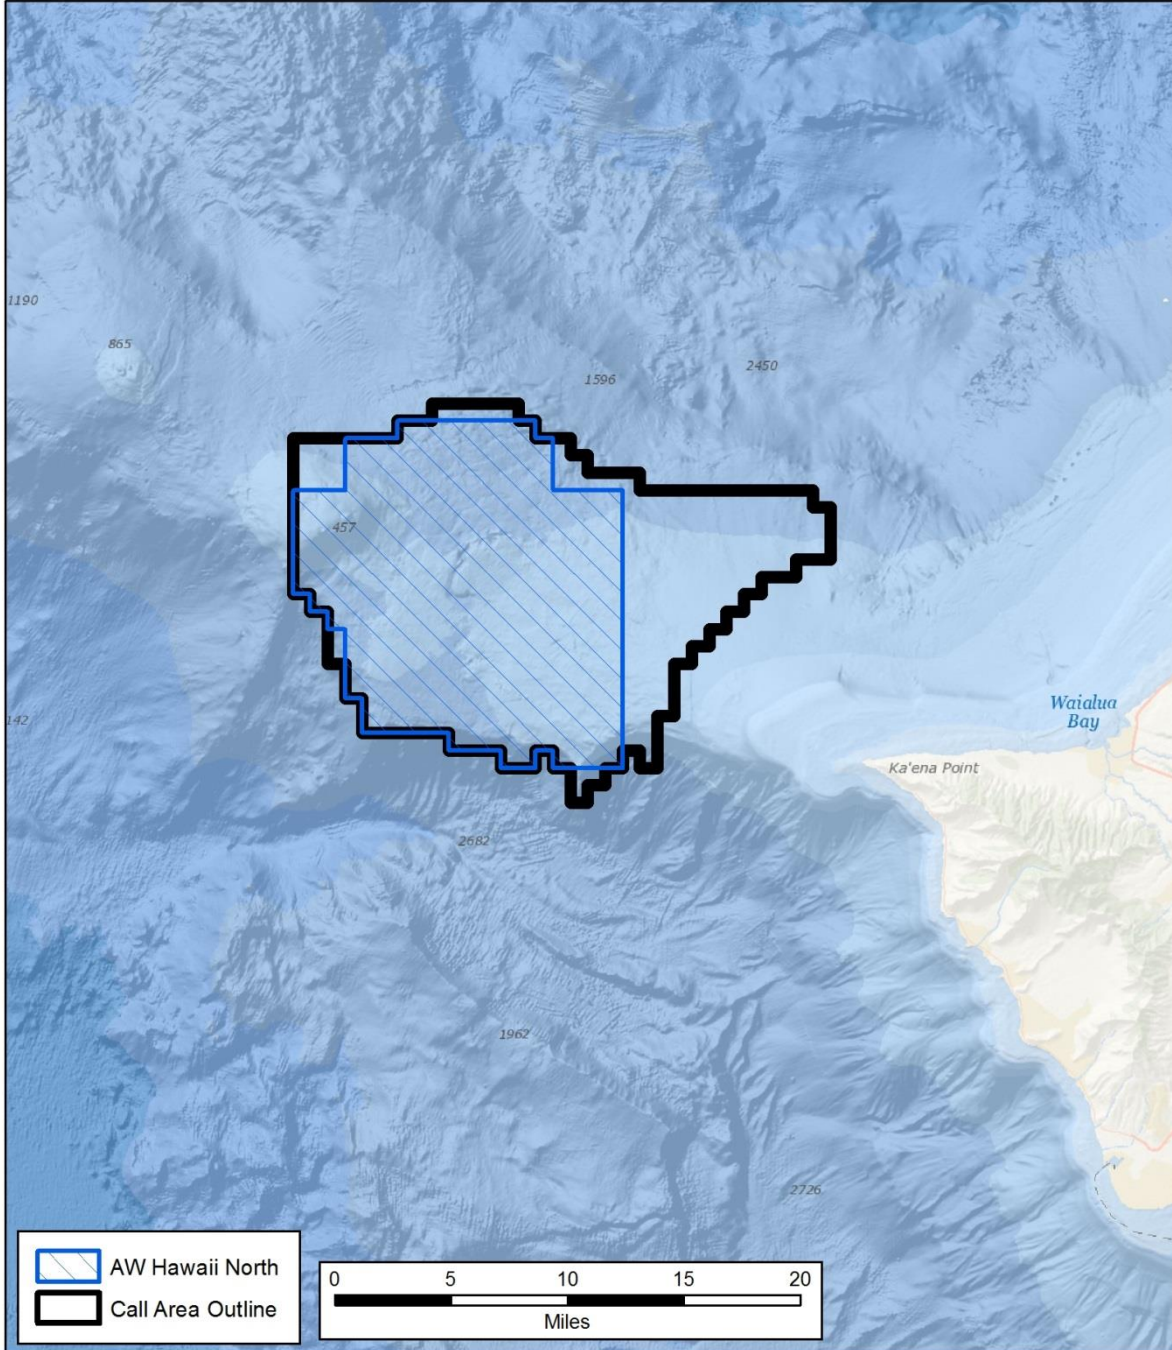 1190
865
1596
2450
457
142
Waialua
Bay
Ka'ena Point
2682
1962
2726
AW Hawaii North
Call Area Outline
0 5 10 15 20
Miles